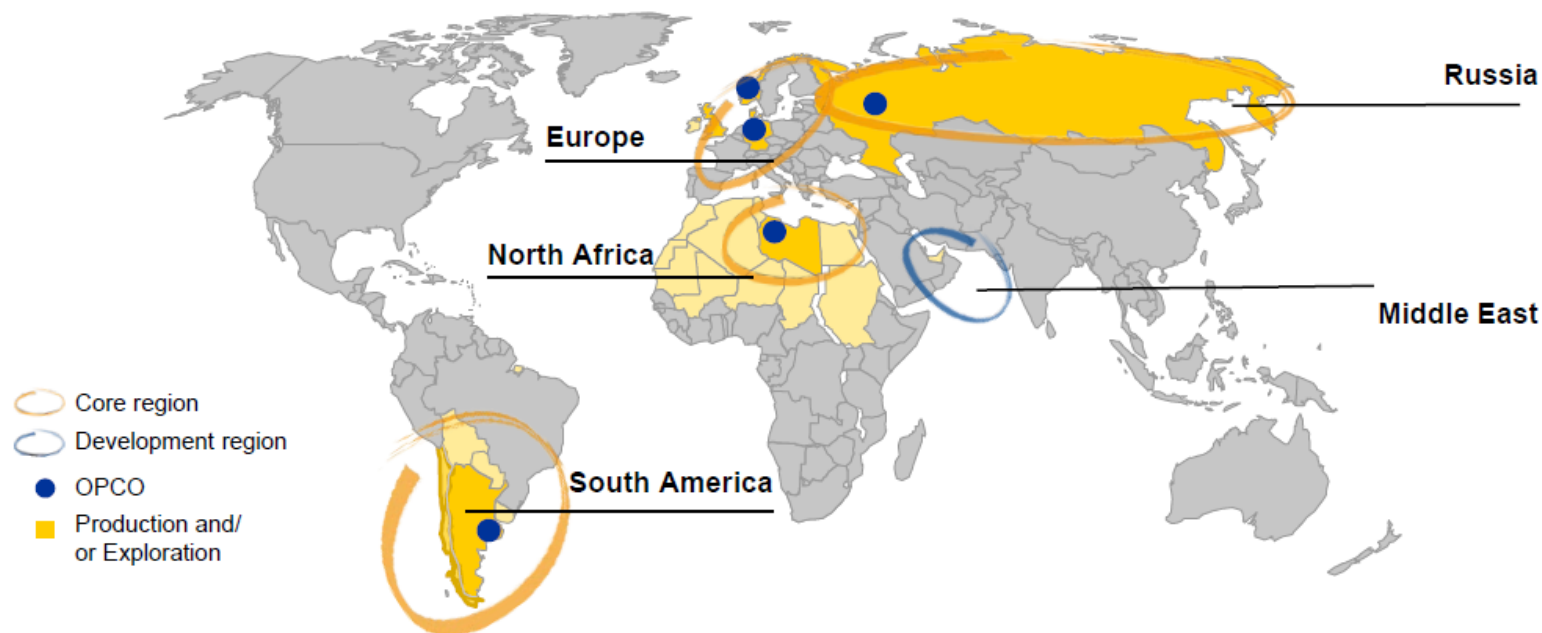 Russia
Europe
North Africa
Middle East
South America
Core region
Development region
OPCO
Production and/
or Exploration